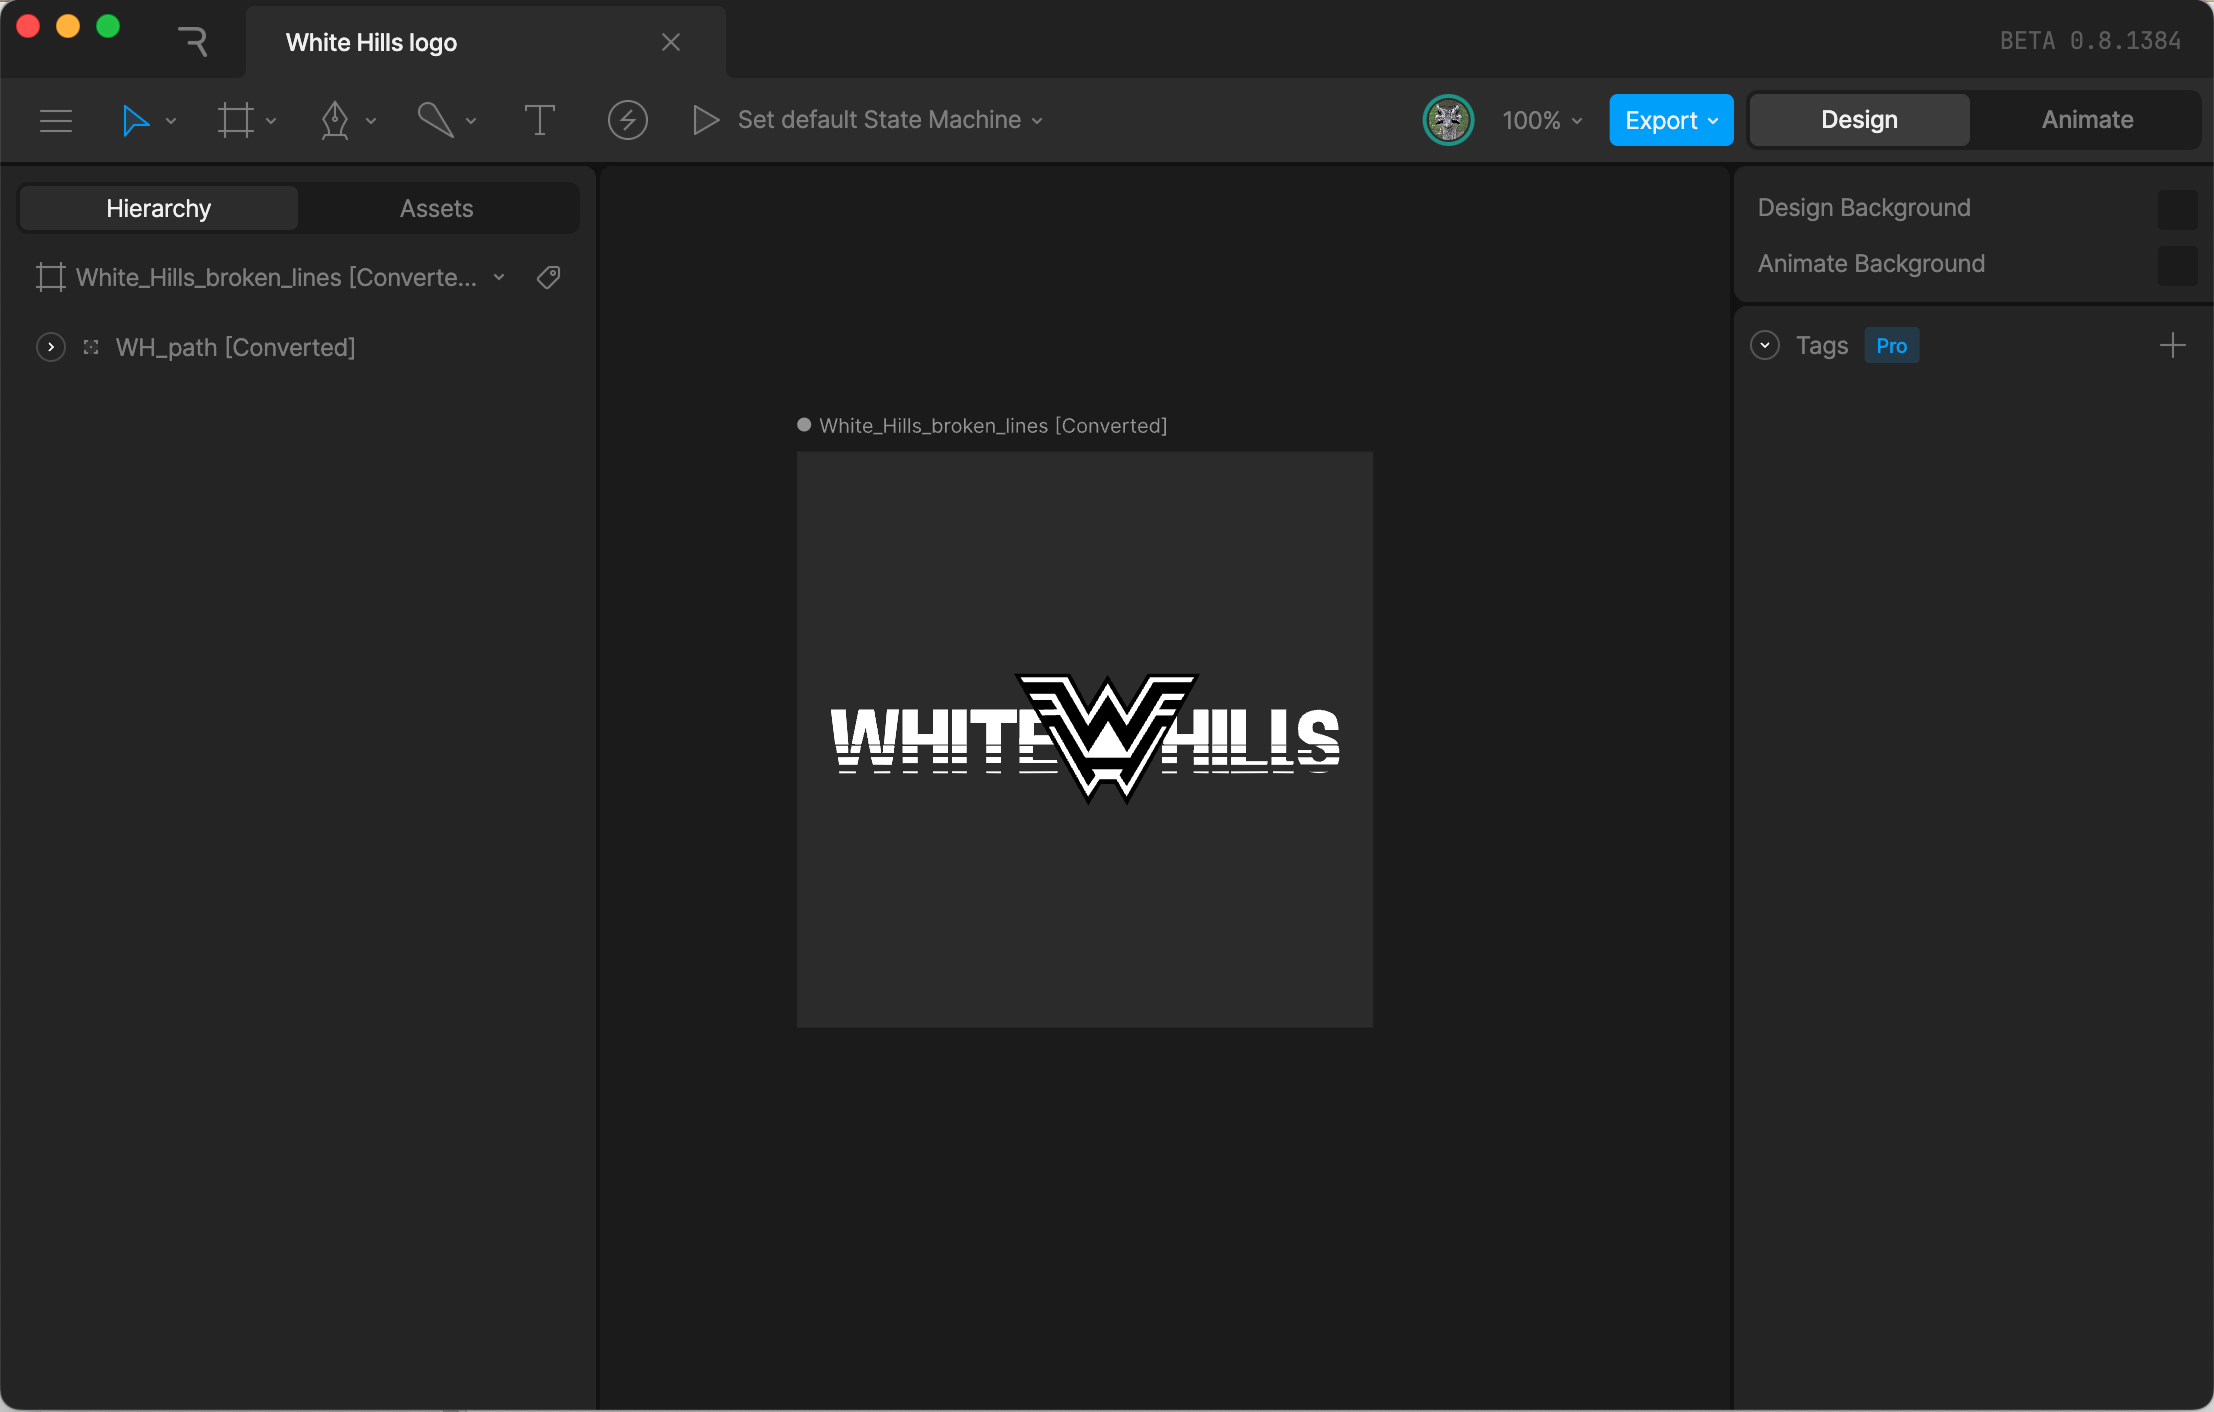 White Hills logo
BETA 0.8.1384
Set default State Machine
100%
Export
Design
Animate
Hierarchy
Assets
White_Hills_broken_lines [Converte...
WH_path [Converted]
White_Hills_broken_lines [Converted]
WHITE W HILLS
Design Background
Animate Background
Tags
Pro